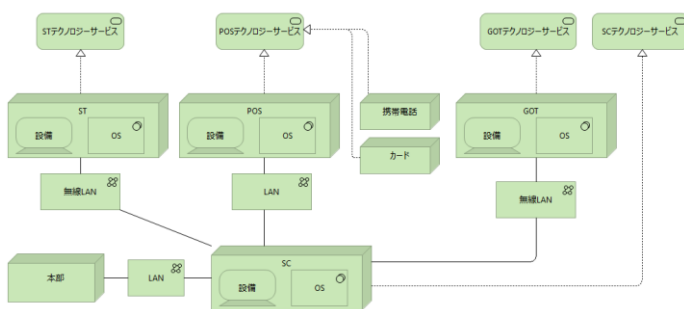 STテクノロジーサービス
POSテクノロジーサービス
GOTテクノロジーサービス
SCテクノロジーサービス
ST
設備
OS
POS
設備
OS
携帯電話
カード
GOT
設備
OS
無線LAN
LAN
無線LAN
本部
LAN
SC
設備
OS